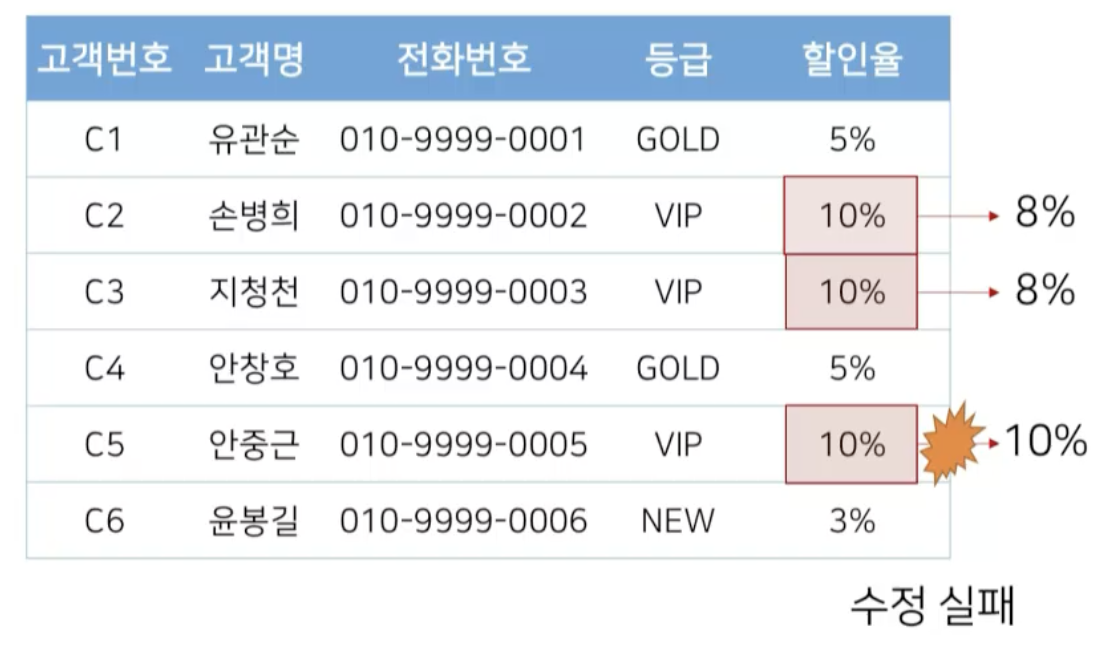 고객번호 고객명 전화번호 등급 할인율
C1 유관순 010-9999-0001 GOLD 5%
C2 손병희 010-9999-0002 VIP 10% 8%
C3 지청천 010-9999-0003 VIP 10% 8%
C4 안창호 010-9999-0004 GOLD 5%
C5 안중근 010-9999-0005 VIP 10% 10%
C6 윤봉길 010-9999-0006 NEW 3%
수정 실패